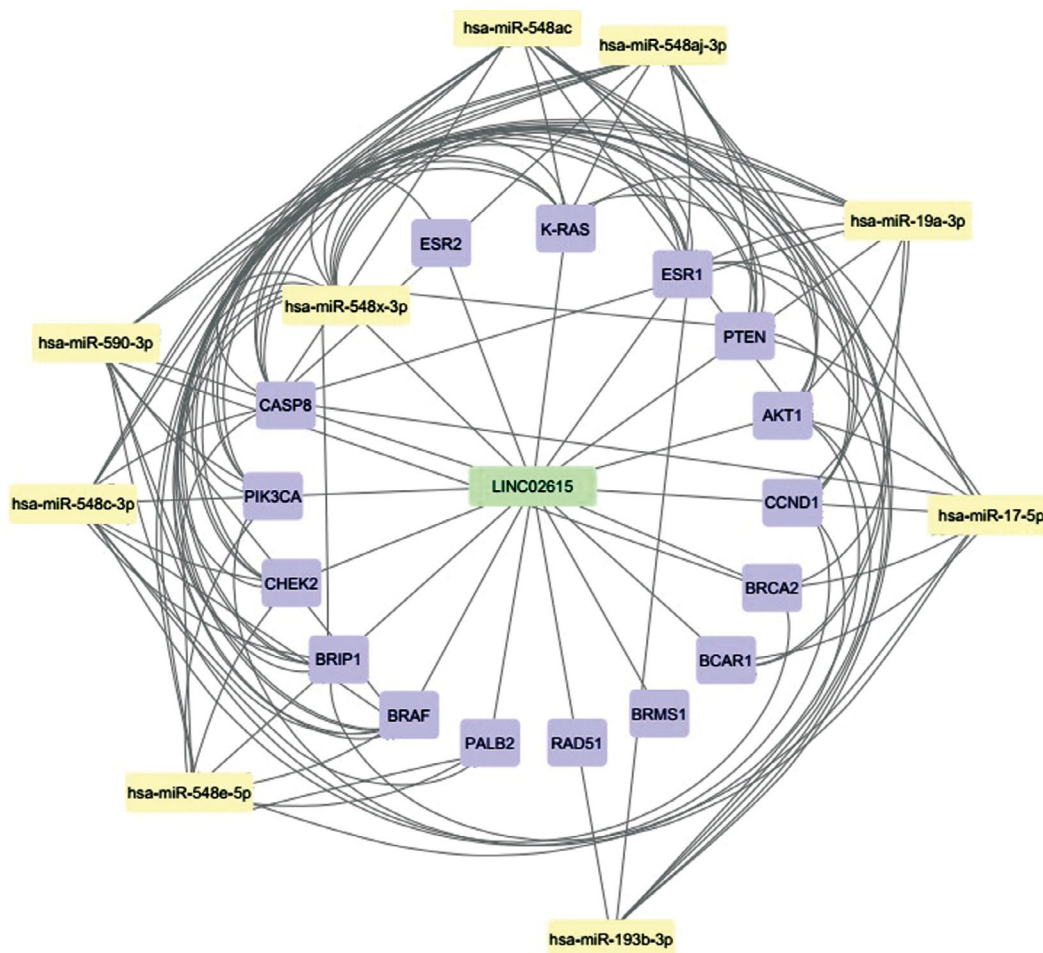 hsa-miR-548ac
hsa-miR-548aj-3p
hsa-miR-19a-3p
K-RAS
ESR2
ESR1
hsa-miR-548x-3p
PTEN
hsa-miR-590-3p
CASP8
AKT1
LINC02615
PIK3CA
CCND1
hsa-miR-548c-3p
hsa-miR-17-5p
CHEK2
BRCA2
BRIP1
BCAR1
BRAF
BRMS1
PALB2
RAD51
hsa-miR-548e-5p
hsa-miR-193b-3p